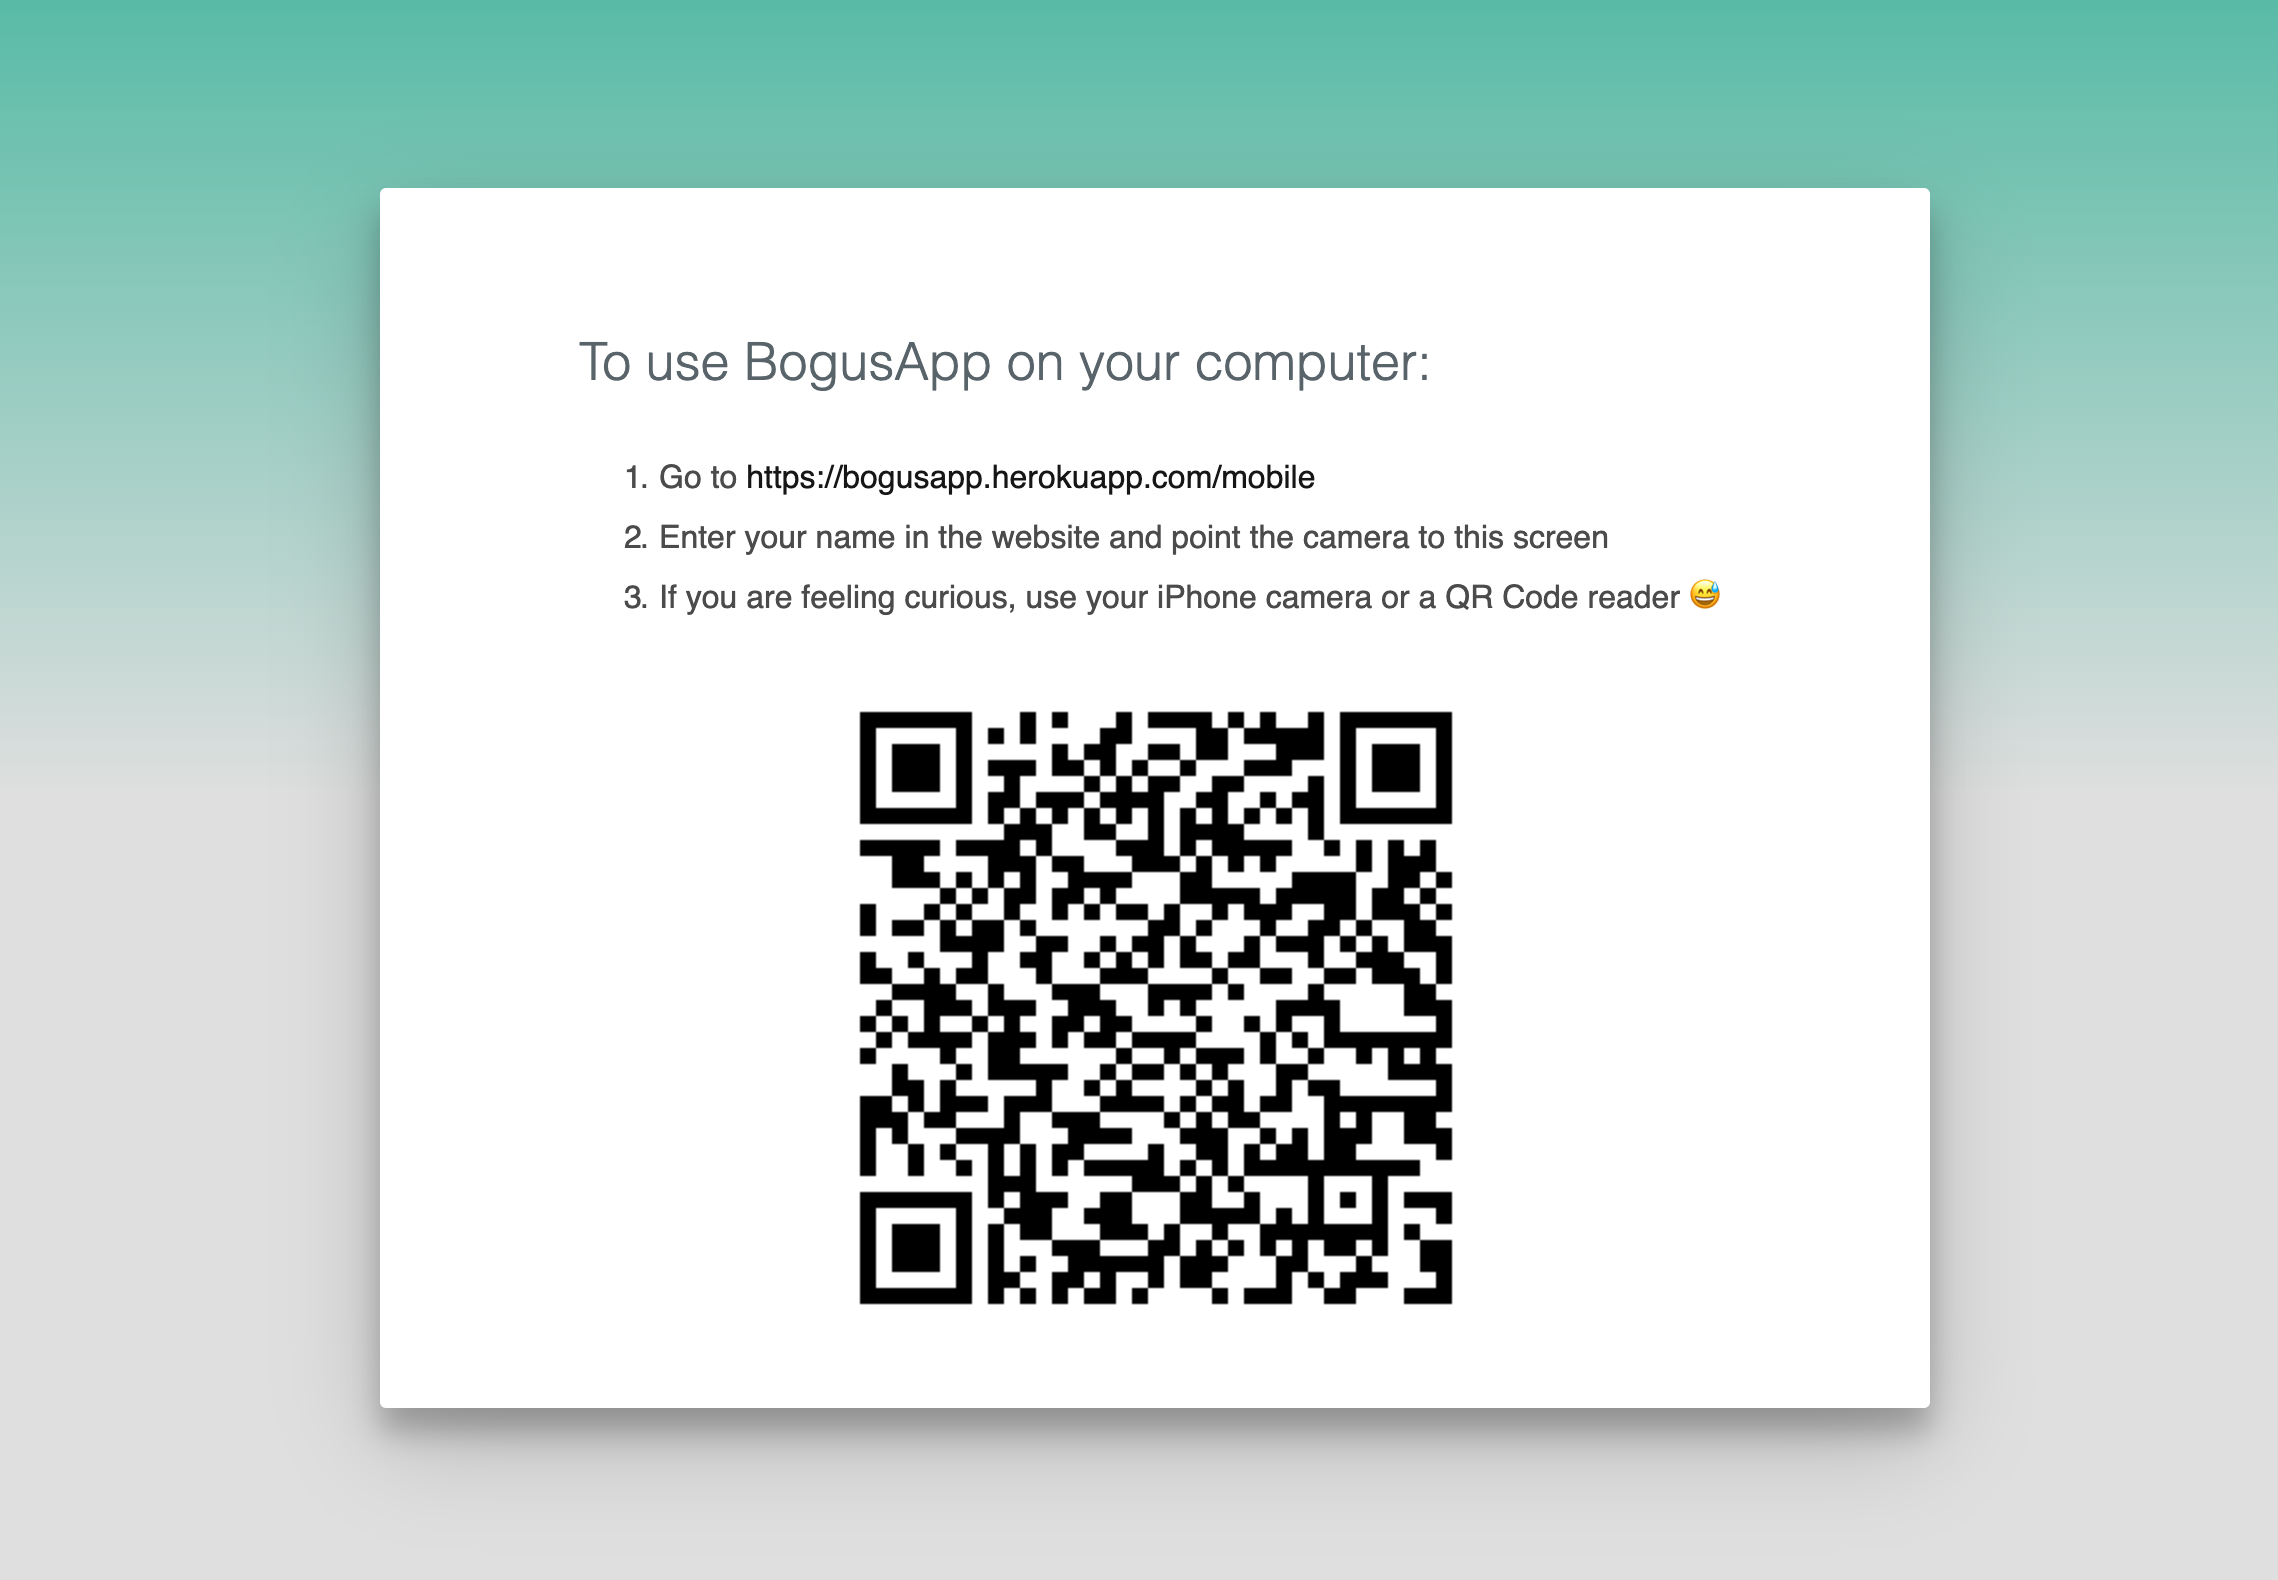 To use BogusApp on your computer:
1. Go to https://bogusapp.herokuapp.com/mobile
2. Enter your name in the website and point the camera to this screen
3. If you are feeling curious, use your iPhone camera or a QR Code reader 😅